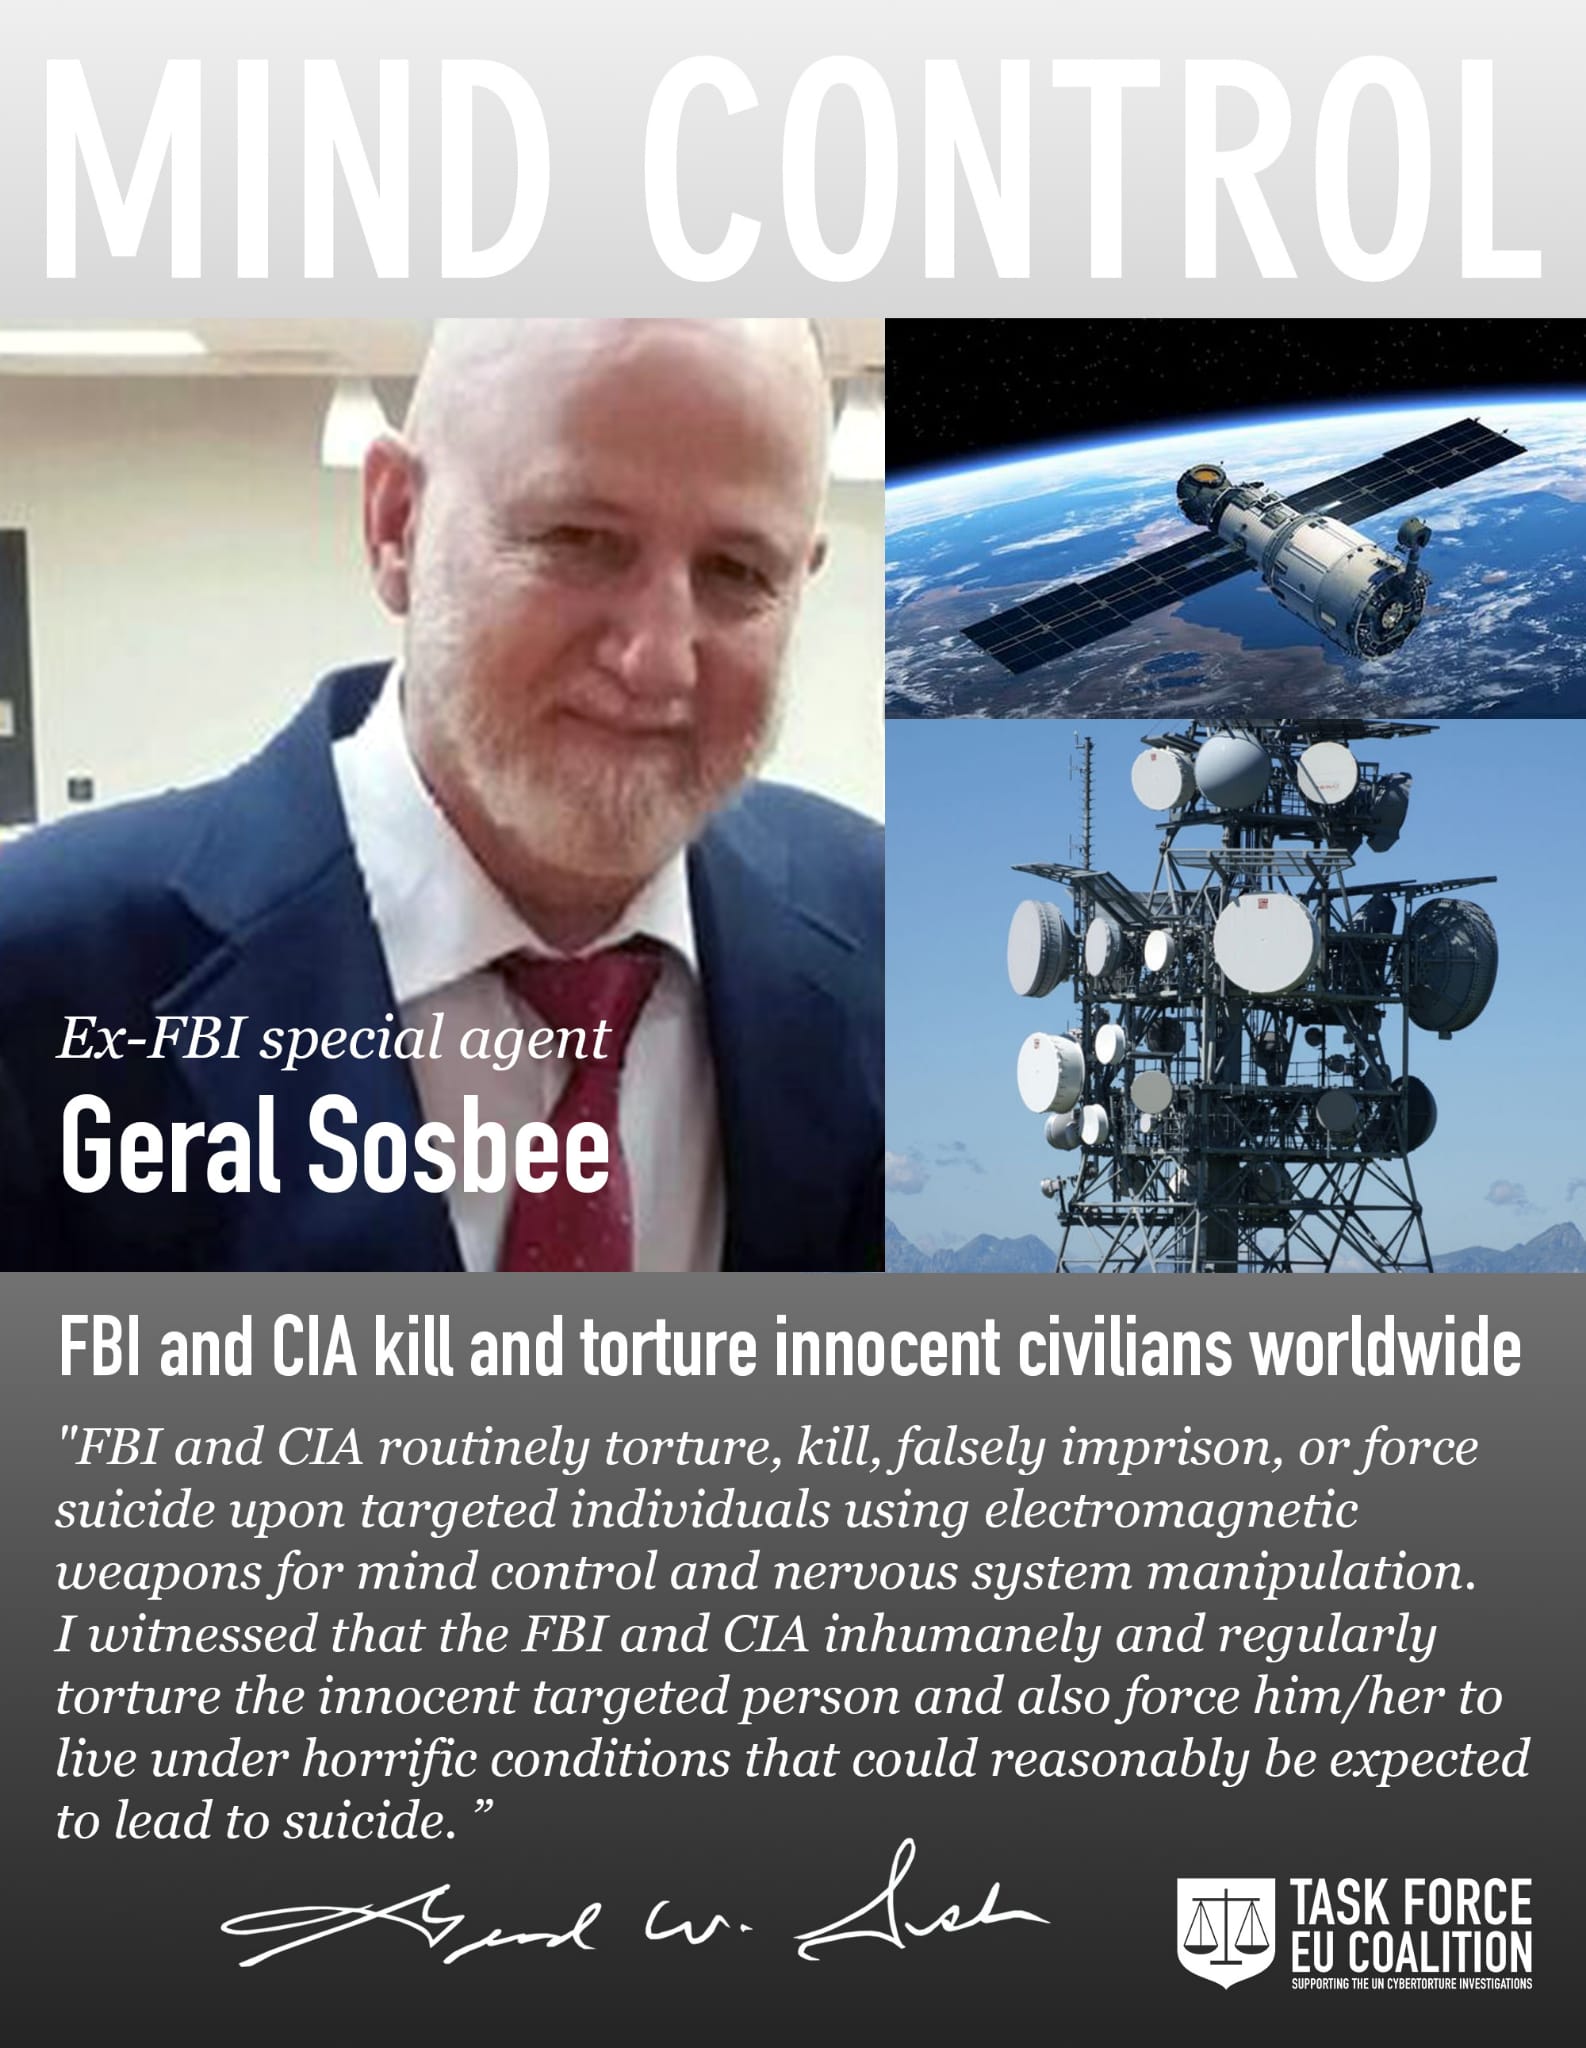 MIND CONTROL
Ex-FBI special agent
Geral Sosbee
FBI and CIA kill and torture innocent civilians worldwide
"FBI and CIA routinely torture, kill, falsely imprison, or force
suicide upon targeted individuals using electromagnetic
weapons for mind control and nervous system manipulation.
I witnessed that the FBI and CIA inhumanely and regularly
torture the innocent targeted person and also force him/her to
live under horrific conditions that could reasonably be expected
to lead to suicide. ”
TASK FORCE
EU COALITION
SUPPORTING THE UN CYBERTORTURE INVESTIGATIONS